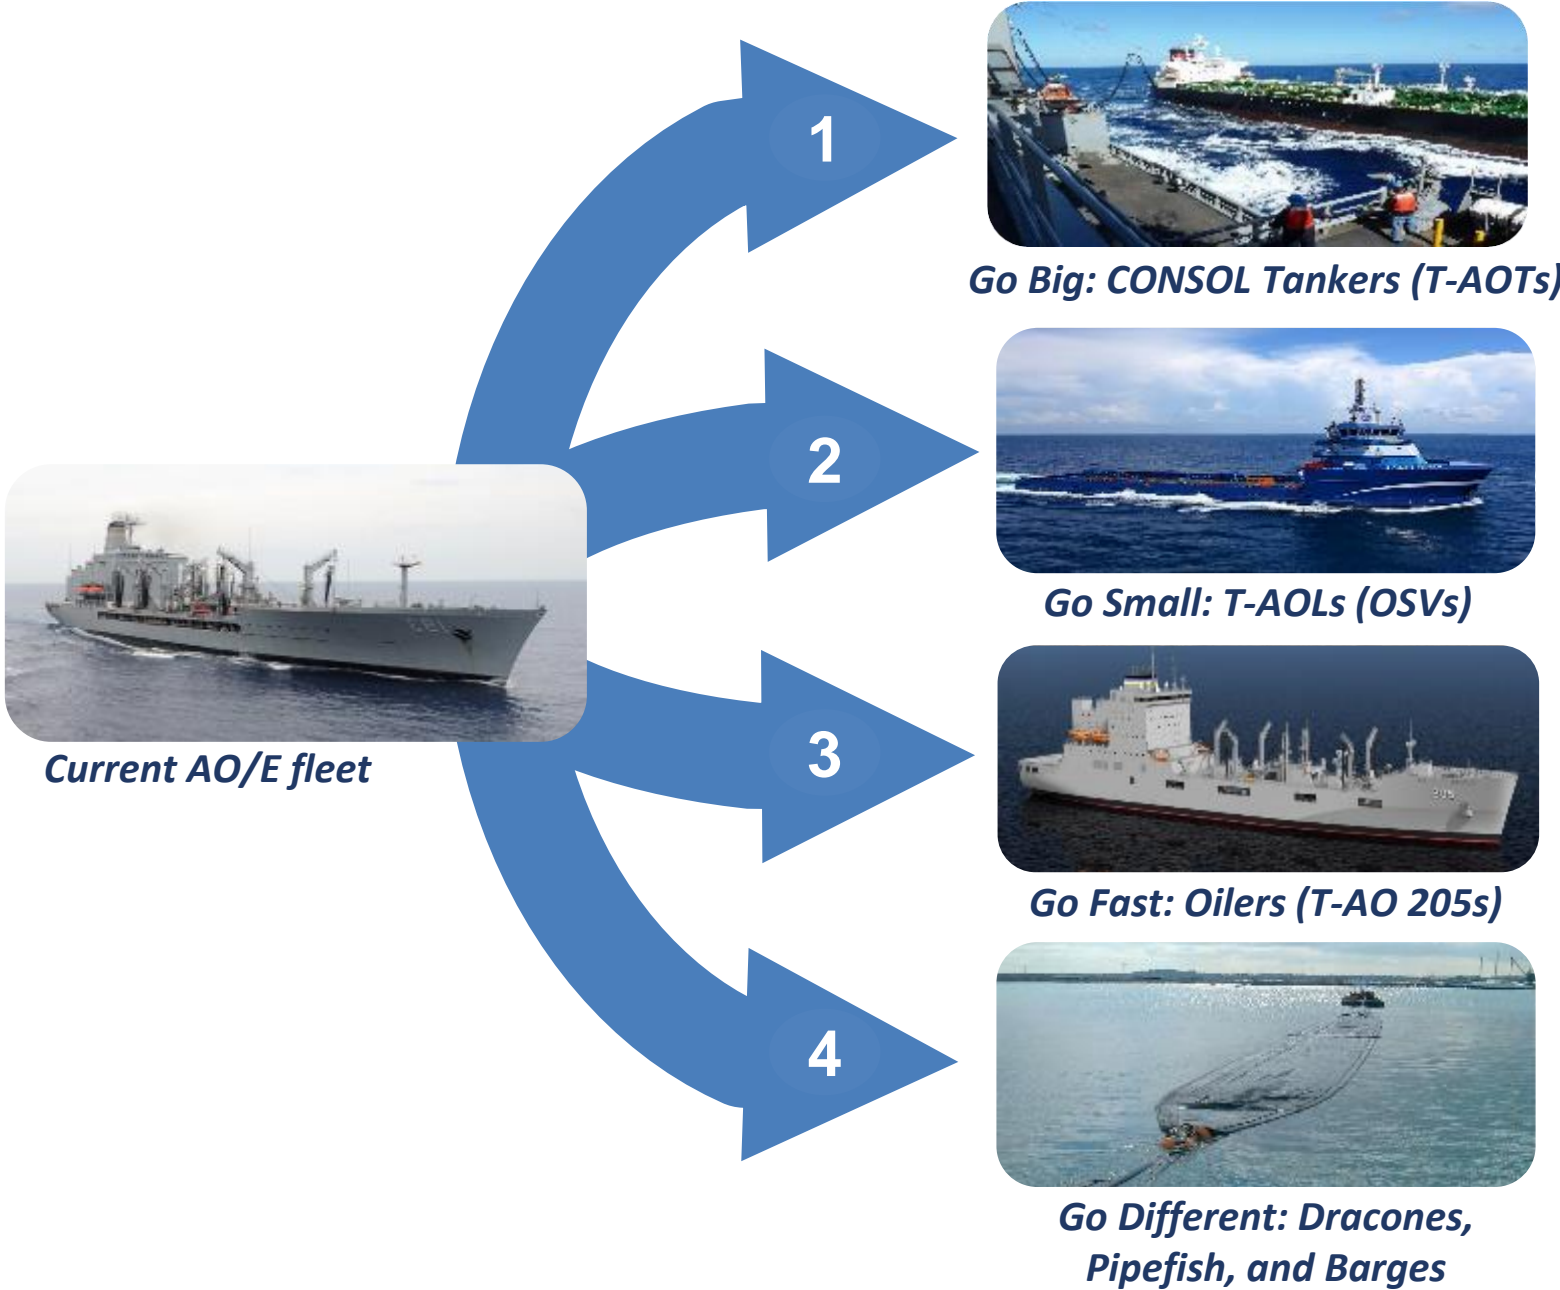 1
Go Big: CONSOL Tankers (T-AOTs)
2
Go Small: T-AOLs (OSVs)
Current AO/E fleet
3
205
Go Fast: Oilers (T-AO 205s)
4
Go Different: Dracones,
Pipefish, and Barges